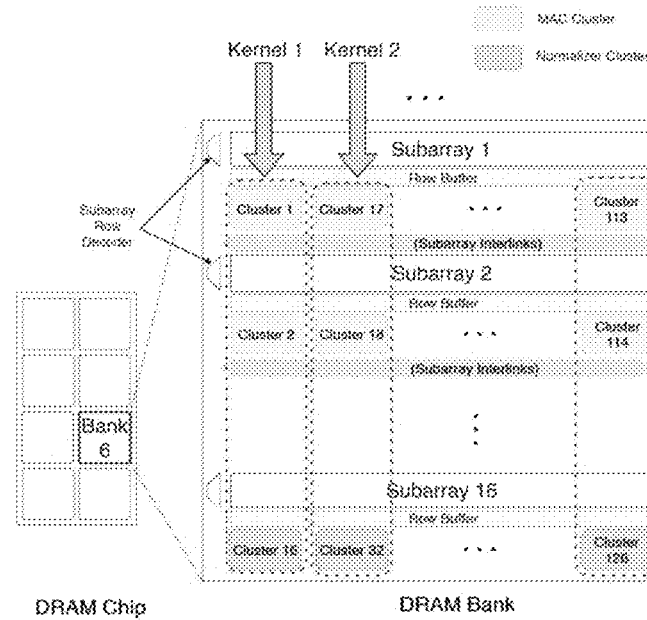 MAC Cluster
Normalizer Cluster
Kernel 1 Kernel 2
. . .
Subarray 1
Row Buffer
Subarray
Row
Decoder
Cluster 1 Cluster 17 . . . Cluster
113
(Subarray Interlinks)
Subarray 2
Row Buffer
Cluster 2 Cluster 18 . . . Cluster
114
(Subarray Interlinks)
Bank
6
Subarray 16
Row Buffer
Cluster 16 Cluster 32 . . . Cluster
126
DRAM Chip DRAM Bank